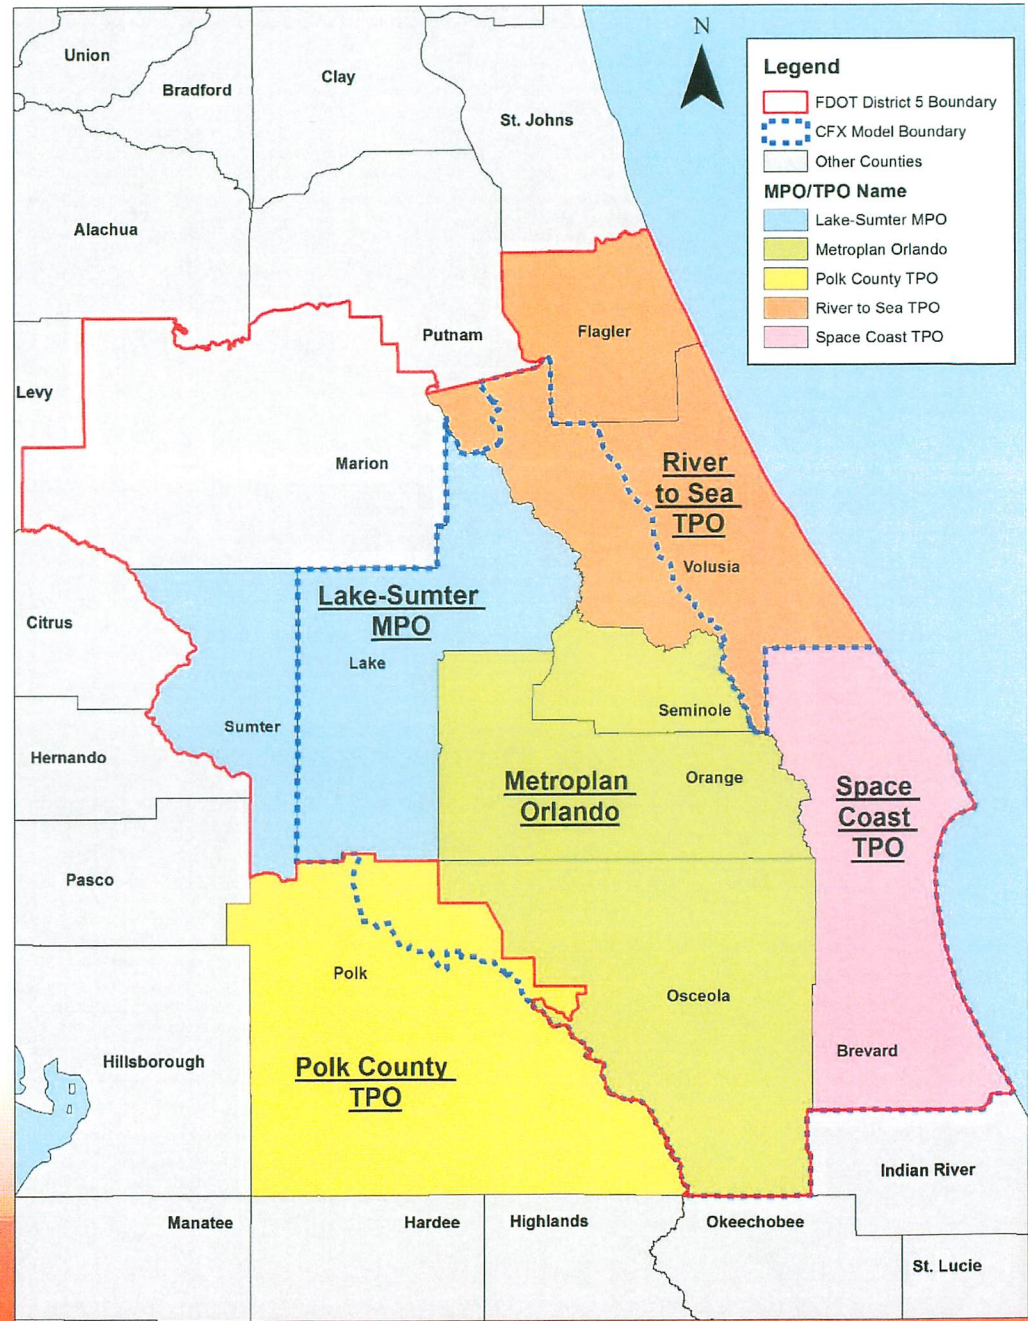 N
Legend
FDOT District 5 Boundary
CFX Model Boundary
Other Counties
MPO/TPO Name
Lake-Sumter MPO
Metroplan Orlando
Polk County TPO
River to Sea TPO
Space Coast TPO
Union
Bradford
Clay
St. Johns
Alachua
Putnam
Flagler
Levy
Marion
River
to Sea
TPO
Volusia
Citrus
Lake-Sumter
MPO
Lake
Sumter
Seminole
Hernando
Metroplan
Orlando
Orange
Space
Coast
TPO
Pasco
Polk
Osceola
Brevard
Hillsborough
Polk County
TPO
Indian River
Manatee
Hardee
Highlands
Okeechobee
St. Lucie